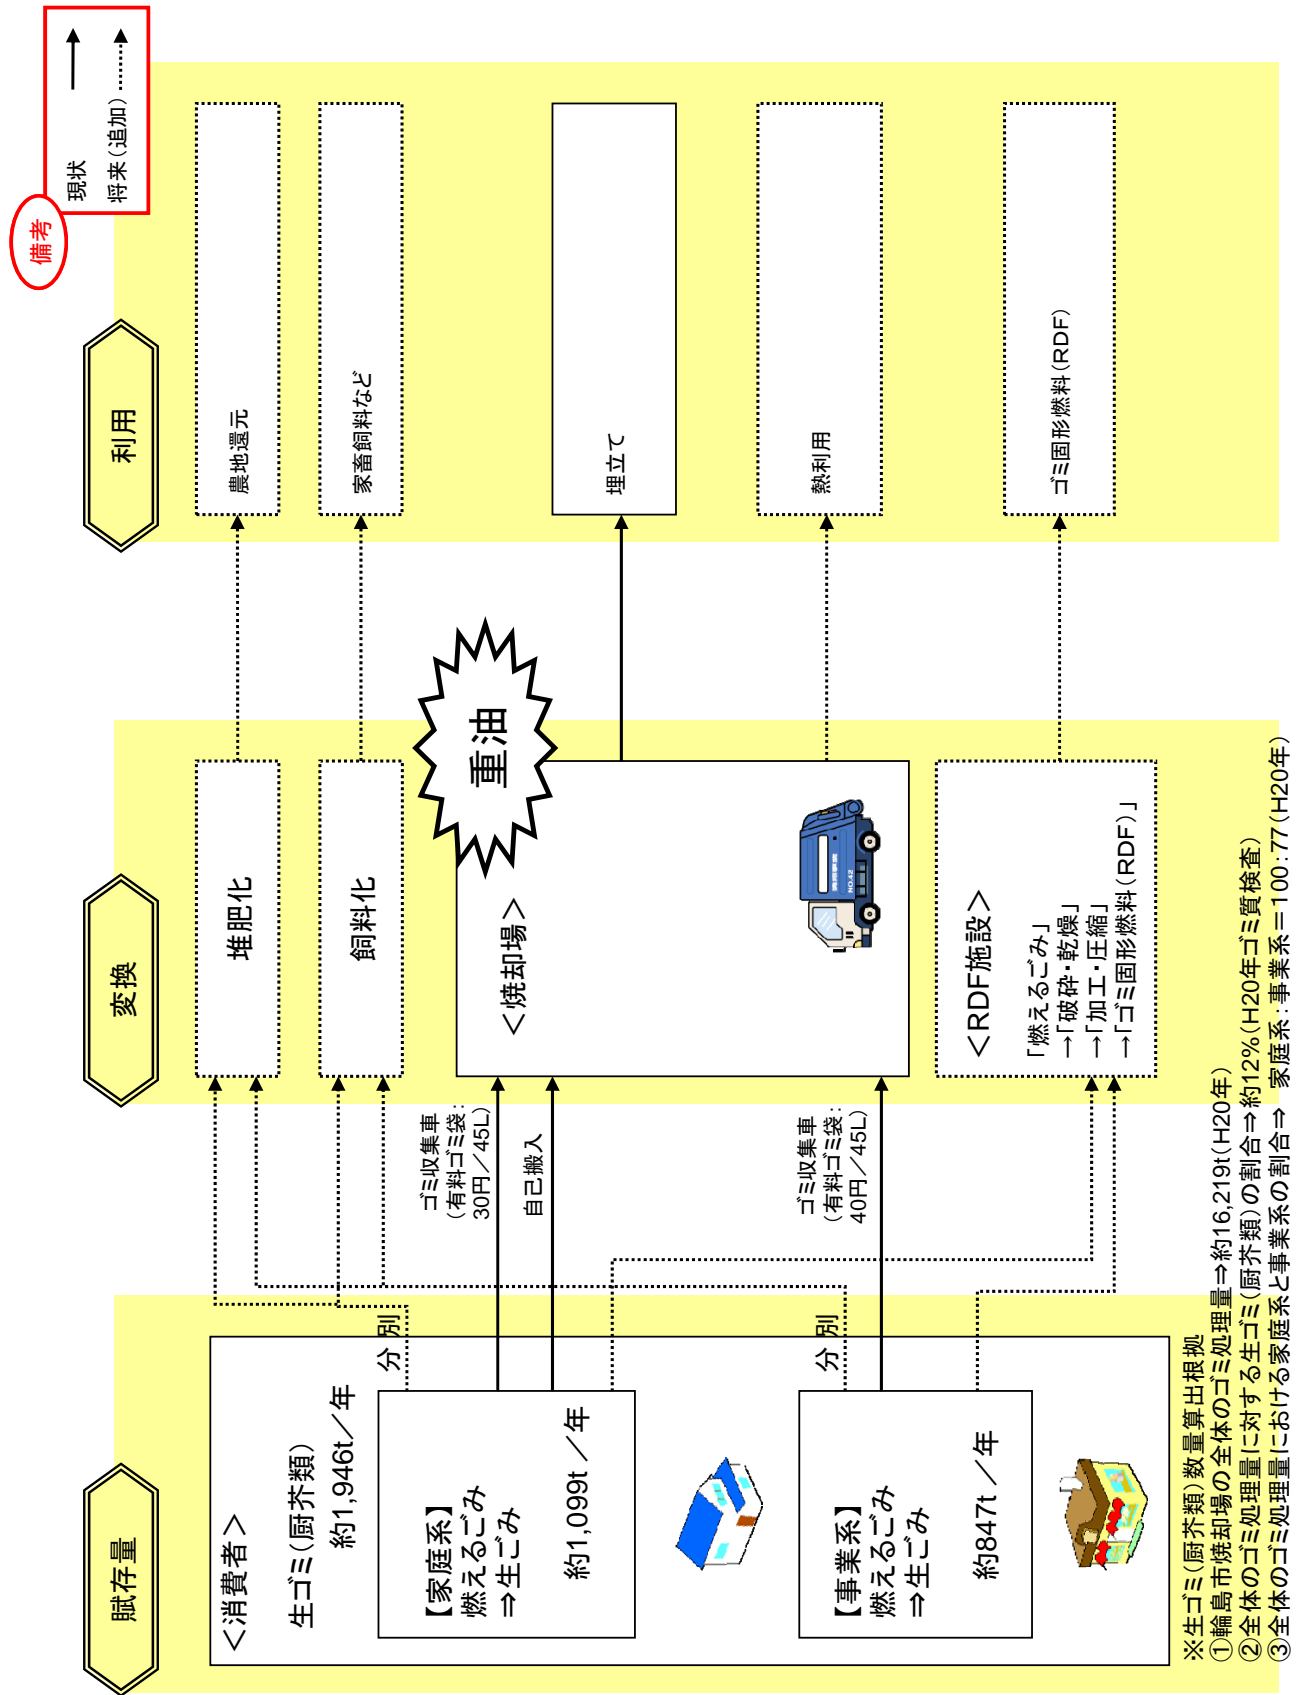 備考
現状
将来(追加)
賦存量
変換
利用
<消費者>
生ゴミ(厨芥類)
約1,946t/年
【家庭系】
燃えるごみ
⇒生ごみ
約1,099t /年
分 別
【事業系】
燃えるごみ
⇒生ごみ
約847t /年
分 別
ゴミ収集車
(有料ゴミ袋:
30円/45L)
自己搬入
ゴミ収集車
(有料ゴミ袋:
40円/45L)
堆肥化
飼料化
重油
<焼却場>
NO.42
<RDF施設>
「燃えるごみ」
→「破砕・乾燥」
→「加工・圧縮」
→「ゴミ固形燃料(RDF)」
農地還元
家畜飼料など
埋立て
熱利用
ゴミ固形燃料(RDF)
※生ゴミ(厨芥類)数量算出根拠
①輪島市焼却場の全体のゴミ処理量⇒約16,219t(H20年)
②全体のゴミ処理量に対する生ゴミ(厨芥類)の割合⇒約12%(H20年ゴミ質検査)
③全体のゴミ処理量における家庭系と事業系の割合⇒ 家庭系:事業系=100:77(H20年)